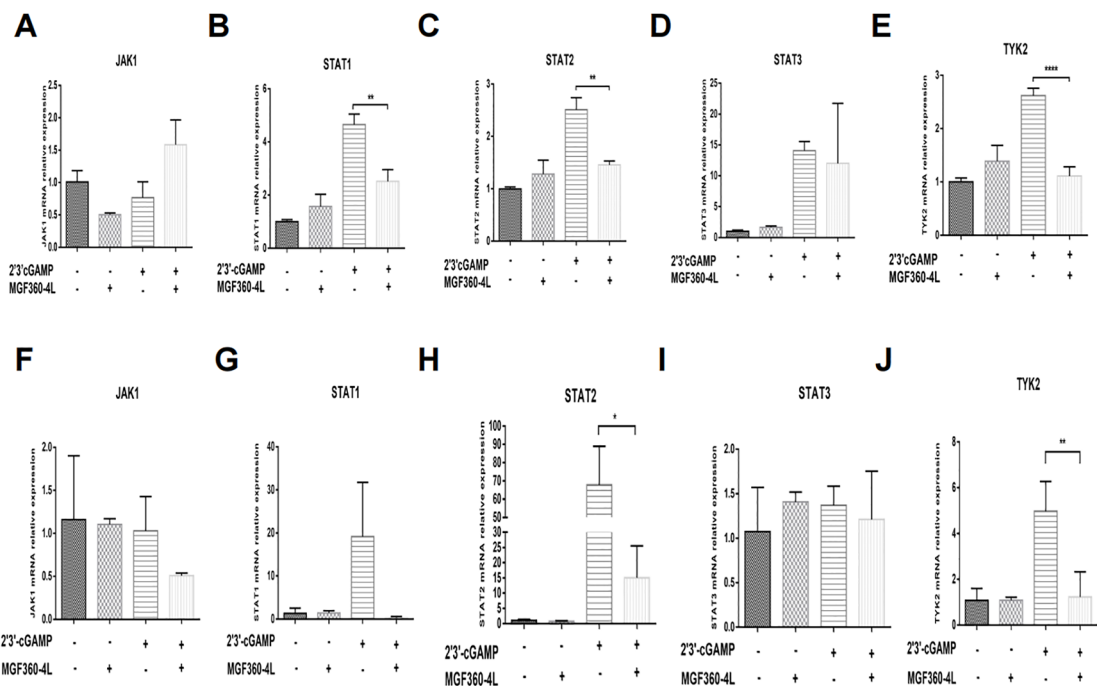 A B C D E
JAK1 STAT1 STAT2 STAT3 TYK2
JAK1 mRNA relative expression
2.0
1.5
1.0
0.5
0.0
2'3'cGAMP - - + +
MGF360-4L - + - +
STAT1 mRNA relative expression
6
4
2
0
**
2'3'-cGAMP - - + +
MGF360-4L - + - +
STAT2 mRNA relative expression
3
2
1
0
**
2'3'cGAMP - - + +
MGF360-4L - + - +
STAT3 mRNA relative expression
25
20
15
10
5
0
2'3'cGAMP - - + +
MGF360-4L - + - +
TYK2 mRNA relative expression
3
2
1
0
****
2'3'cGAMP - - + +
MGF360-4L - + - +
F G H I J
JAK1 STAT1 STAT2 STAT3 TYK2
JAK1 mRNA relative expression
2.0
1.5
1.0
0.5
0.0
2'3'-cGAMP - - + +
MGF360-4L - + - +
STAT1 mRNA relative expression
40
30
20
10
0
2'3'-cGAMP - - + +
MGF360-4L - + - +
STAT2 mRNA relative expression
100
90
80
70
60
50
30
25
20
15
10
5
0
*
2'3'-cGAMP - - + +
MGF360-4L - + - +
STAT3 mRNA relative expression
2.0
1.5
1.0
0.5
0.0
2'3'-cGAMP - - + +
MGF360-4L - + - +
TYK2 mRNA relative expression
8
6
4
2
0
**
2'3'-cGAMP - - + +
MGF360-4L - + - +